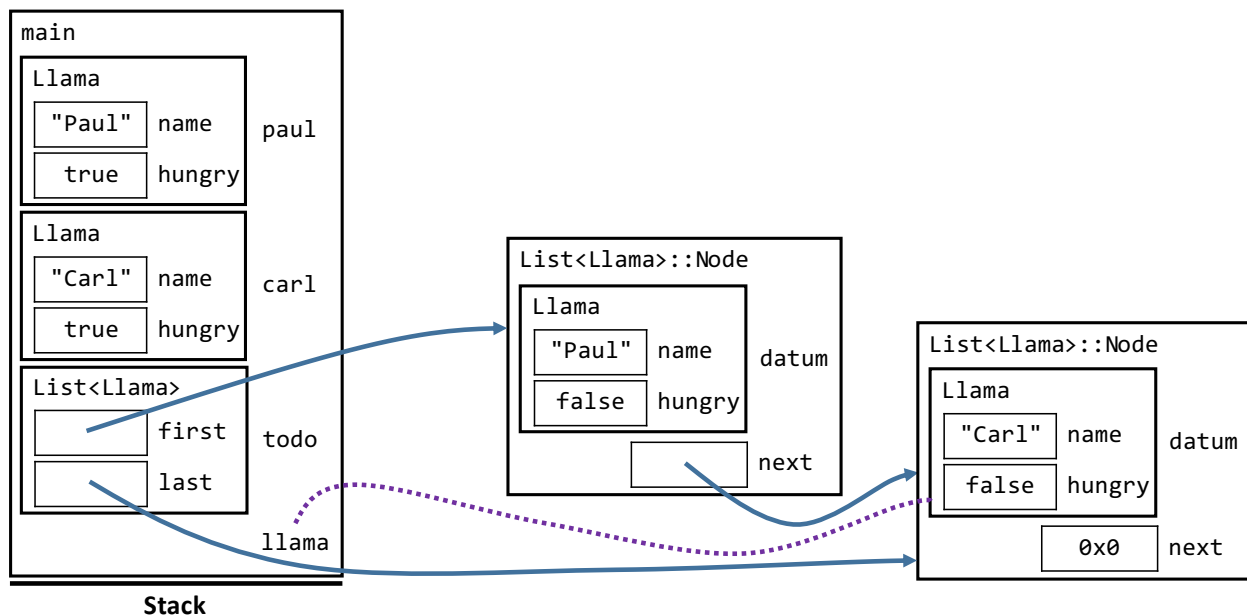 main
Llama
"Paul" name
paul
true hungry
Llama
"Carl" name
carl
true hungry
List<Llama>
first
todo
last
llama
Stack
List<Llama>::Node
Llama
"Paul" name
datum
false hungry
next
List<Llama>::Node
Llama
"Carl" name
datum
false hungry
0x0 next